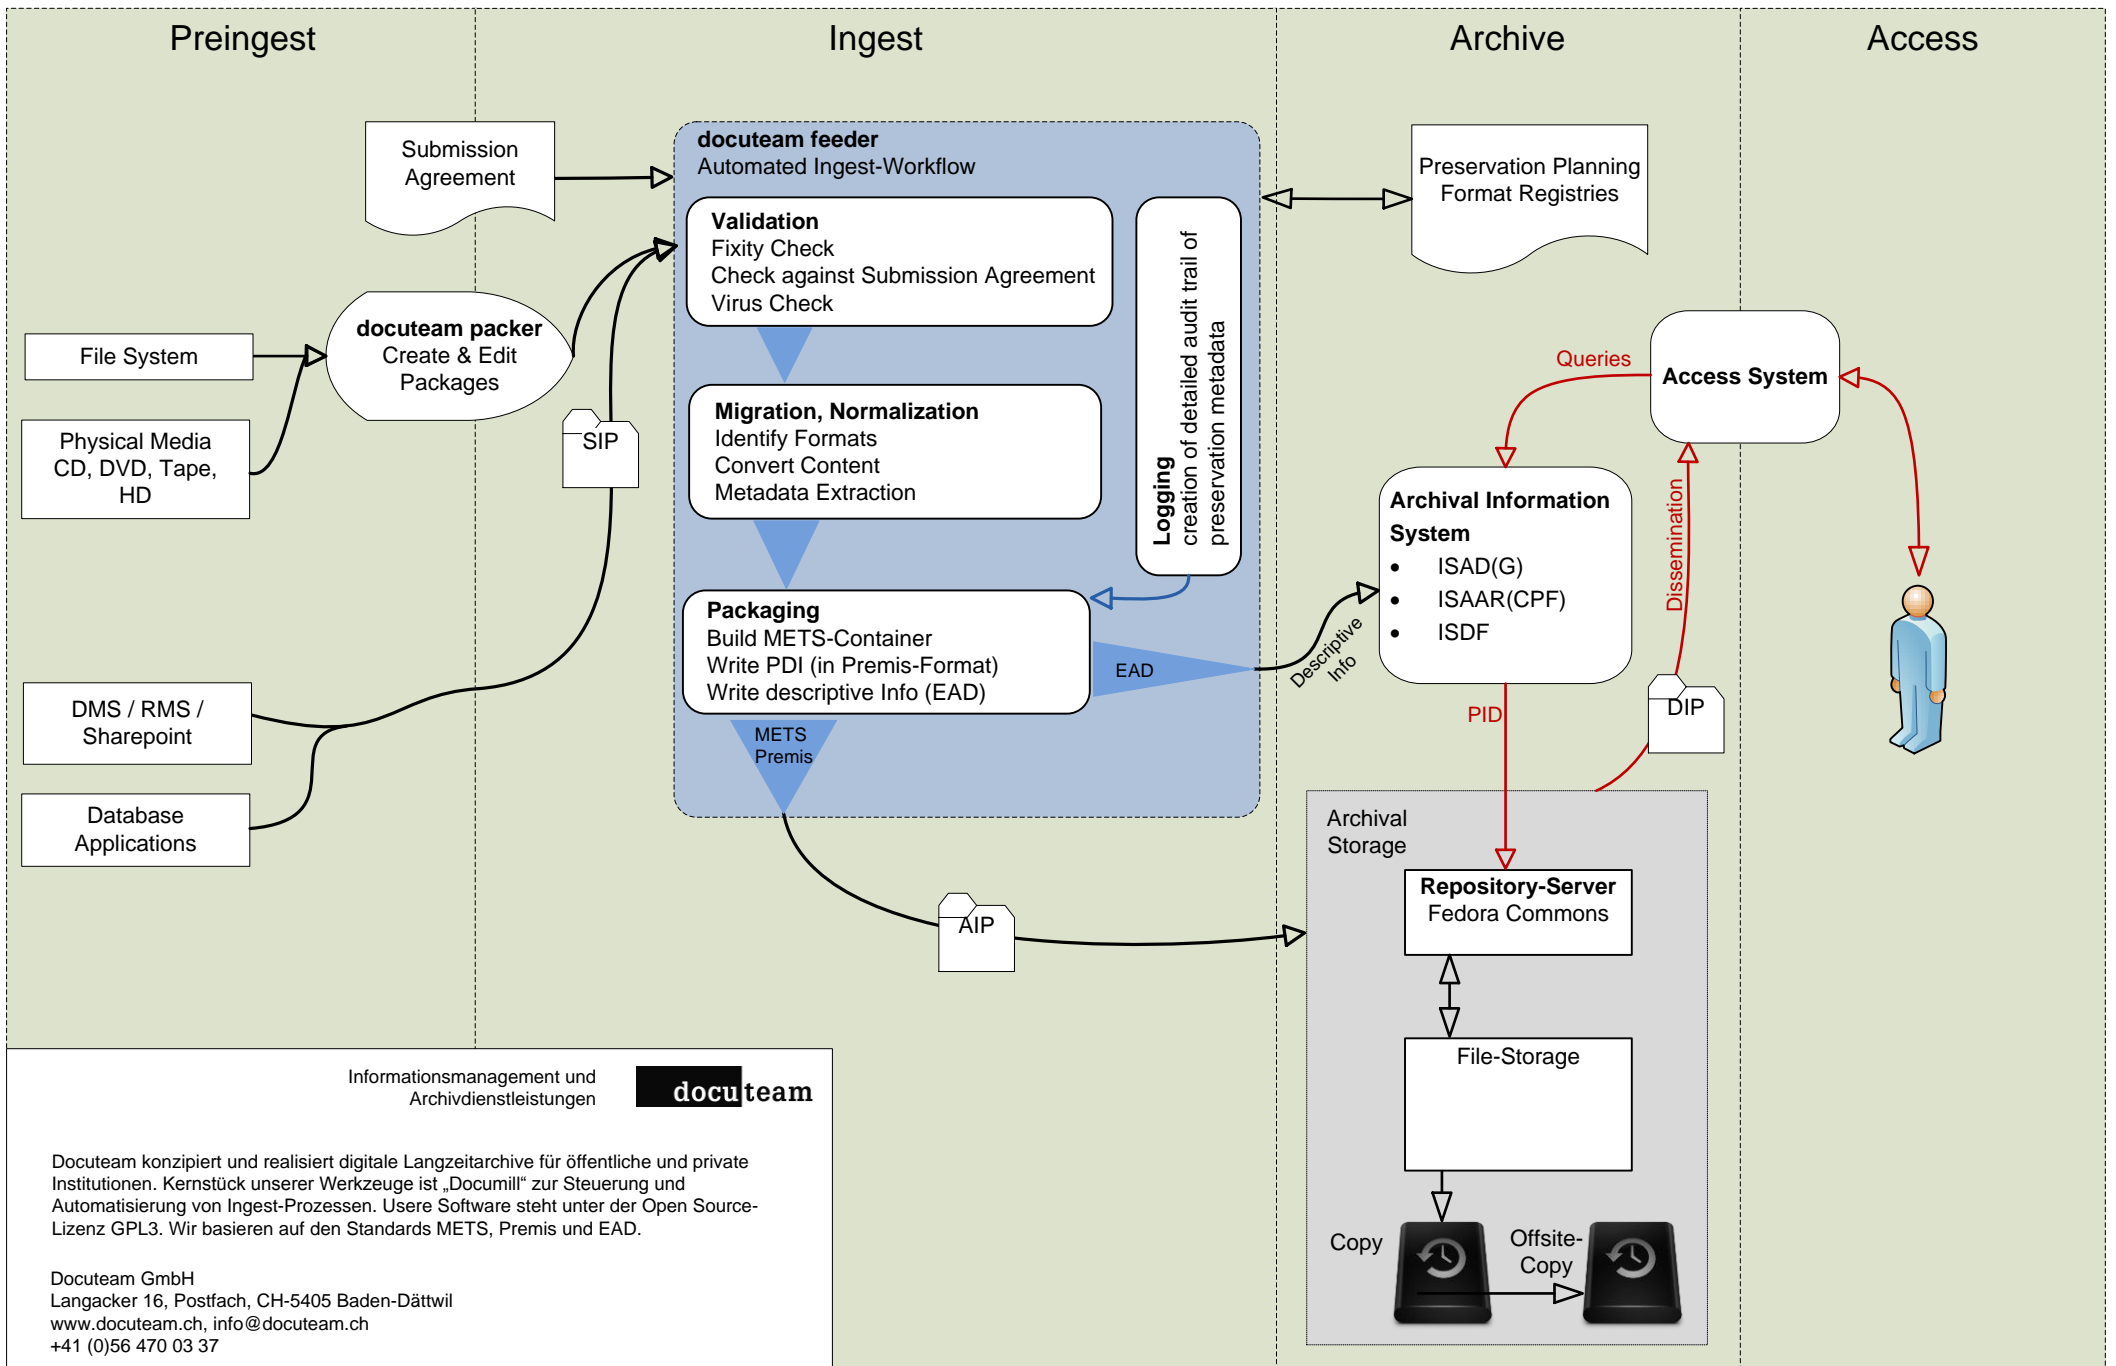 Preingest
Ingest
Archive
Access
Submission
Agreement
docuteam feeder
Automated Ingest-Workflow
Validation
Fixity Check
Check against Submission Agreement
Virus Check
Migration, Normalization
Identify Formats
Convert Content
Metadata Extraction
Logging
creation of detailed audit trail of
preservation metadata
Packaging
Build METS-Container
Write PDI (in Premis-Format)
Write descriptive Info (EAD)
EAD
METS
Premis
Preservation Planning
Format Registries
docuteam packer
Create & Edit
Packages
File System
Physical Media
CD, DVD, Tape,
HD
SIP
DMS / RMS /
Sharepoint
Database
Applications
AIP
Descriptive
Info
Queries
Access System
Archival Information
System
• ISAD(G)
• ISAAR(CPF)
• ISDF
Dissemination
PID
DIP
Archival
Storage
Repository-Server
Fedora Commons
File-Storage
Copy
Offsite-
Copy
Informationsmanagement und
Archivdienstleistungen
docuteam
Docuteam konzipiert und realisiert digitale Langzeitarchive für öffentliche und private
Institutionen. Kernstück unserer Werkzeuge ist „Documill“ zur Steuerung und
Automatisierung von Ingest-Prozessen. Usere Software steht unter der Open Source-
Lizenz GPL3. Wir basieren auf den Standards METS, Premis und EAD.
Docuteam GmbH
Langacker 16, Postfach, CH-5405 Baden-Dättwil
www.docuteam.ch, info@docuteam.ch
+41 (0)56 470 03 37